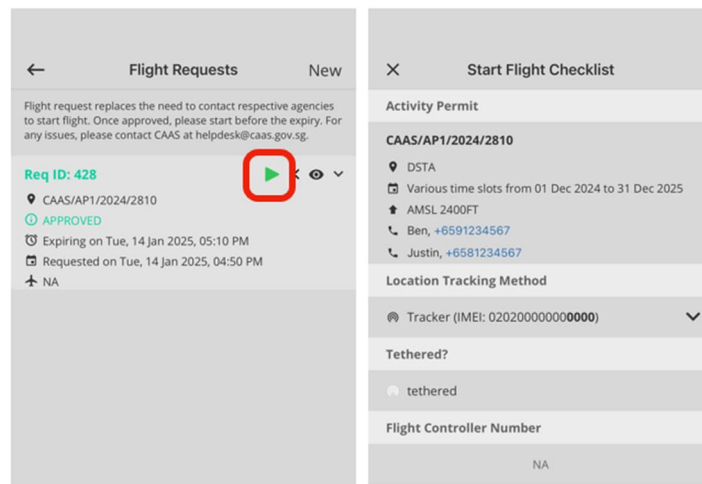 Flight Requests
New
Flight request replaces the need to contact respective agencies
to start flight. Once approved, please start before the expiry. For
any issues, please contact CAAS at helpdesk@caas.gov.sg.
Req ID: 428
CAAS/AP1/2024/2810
APPROVED
Expiring on Tue, 14 Jan 2025, 05:10 PM
Requested on Tue, 14 Jan 2025, 04:50 PM
NA
Start Flight Checklist
Activity Permit
CAAS/AP1/2024/2810
DSTA
Various time slots from 01 Dec 2024 to 31 Dec 2025
AMSL 2400FT
Ben, +6591234567
Justin, +6581234567
Location Tracking Method
Tracker (IMEI: 020200000000000)
Tethered?
tethered
Flight Controller Number
NA